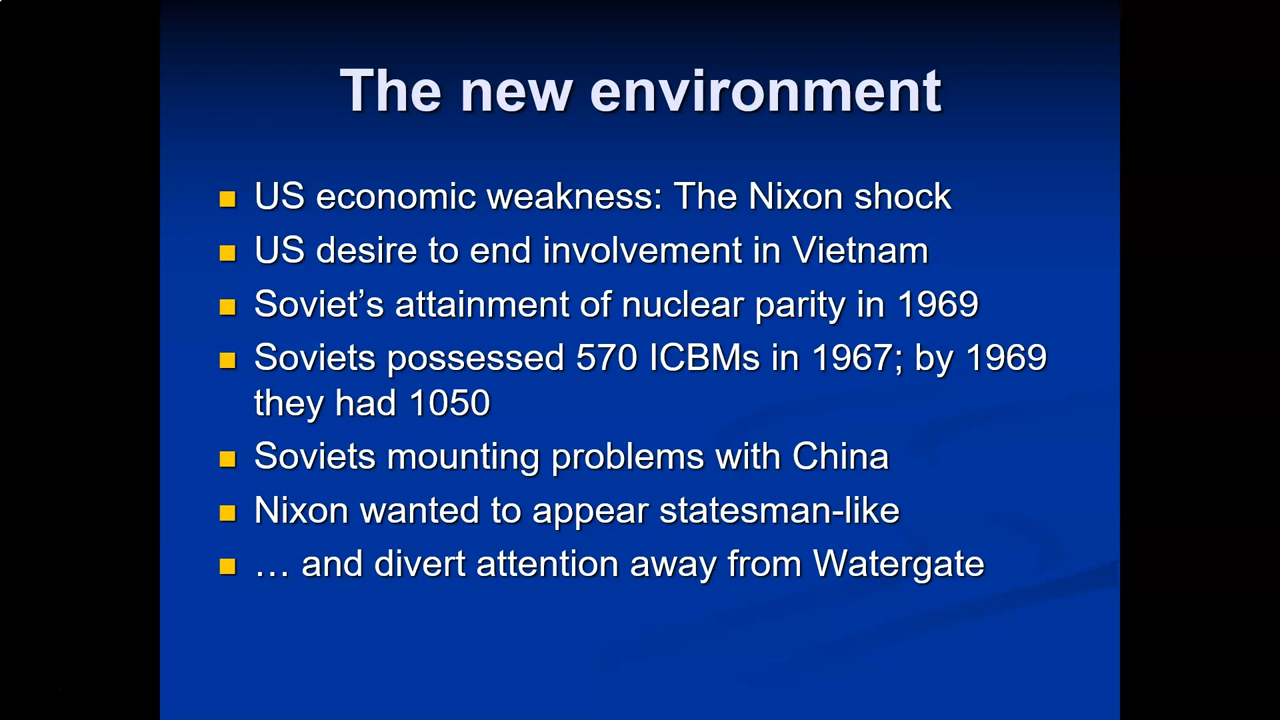 The new environment
US economic weakness: The Nixon shock
US desire to end involvement in Vietnam
Soviet’s attainment of nuclear parity in 1969
Soviets possessed 570 ICBMs in 1967; by 1969
they had 1050
Soviets mounting problems with China
Nixon wanted to appear statesman-like
… and divert attention away from Watergate